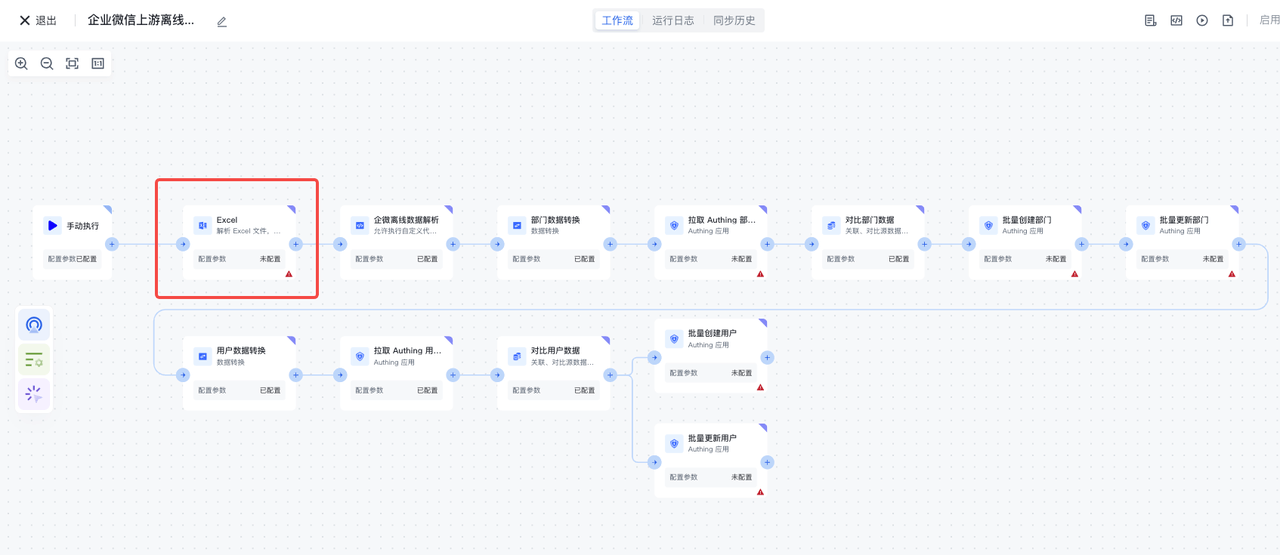 退出
企业微信上游离线...
工作流
运行日志
同步历史
启用
1:1
手动执行
配置参数已配置
Excel
解析 Excel 文件，...
配置参数 未配置
企微离线数据解析
允许执行自定义代...
配置参数 已配置
部门数据转换
数据转换
配置参数 已配置
拉取 Authing 部...
Authing 应用
配置参数 未配置
对比部门数据
关联、对比源数据...
配置参数 已配置
批量创建部门
Authing 应用
配置参数 未配置
批量更新部门
Authing 应用
配置参数 未配置
用户数据转换
数据转换
配置参数 已配置
拉取 Authing 用...
Authing 应用
配置参数 已配置
对比用户数据
关联、对比源数据...
配置参数 已配置
批量创建用户
Authing 应用
配置参数 未配置
批量更新用户
Authing 应用
配置参数 未配置